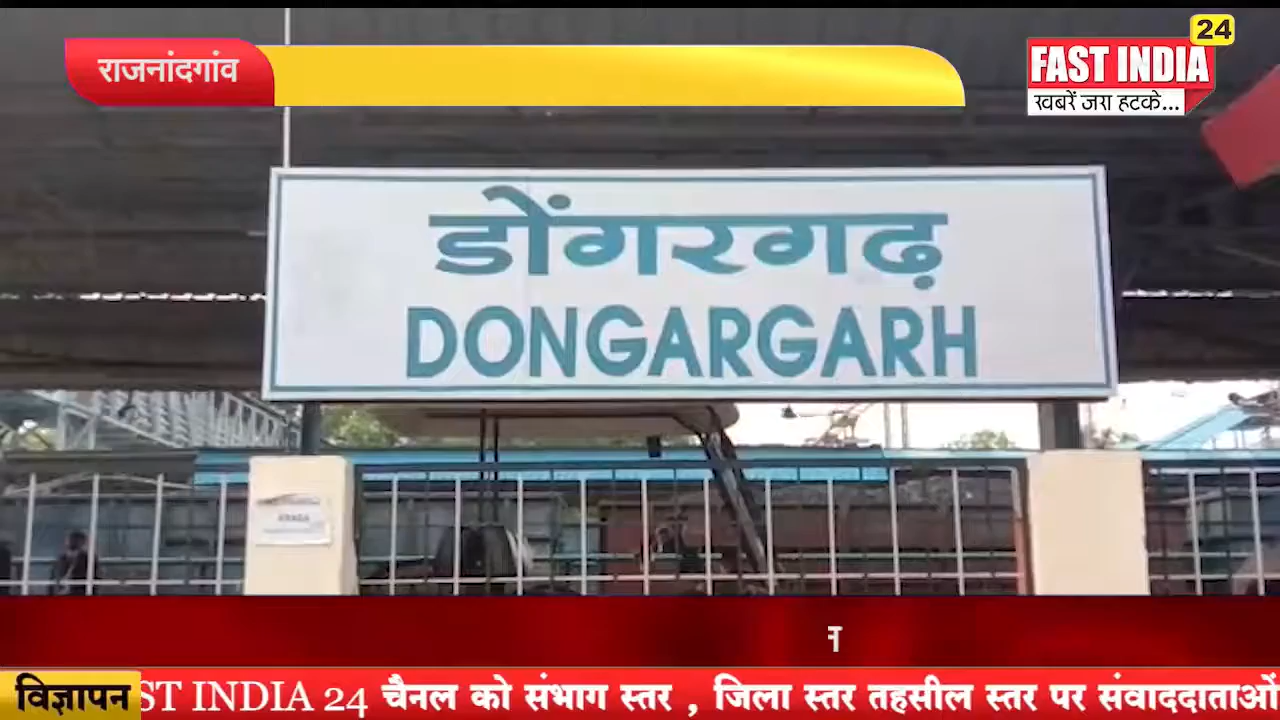 24
राजनांदगांव
FAST INDIA
खबरें जरा हटके...
डोंगरगढ़
DONGARGARH
न
विज्ञापन ST INDIA 24 चैनल को संभाग स्तर , जिला स्तर तहसील स्तर पर संवाददाताओं